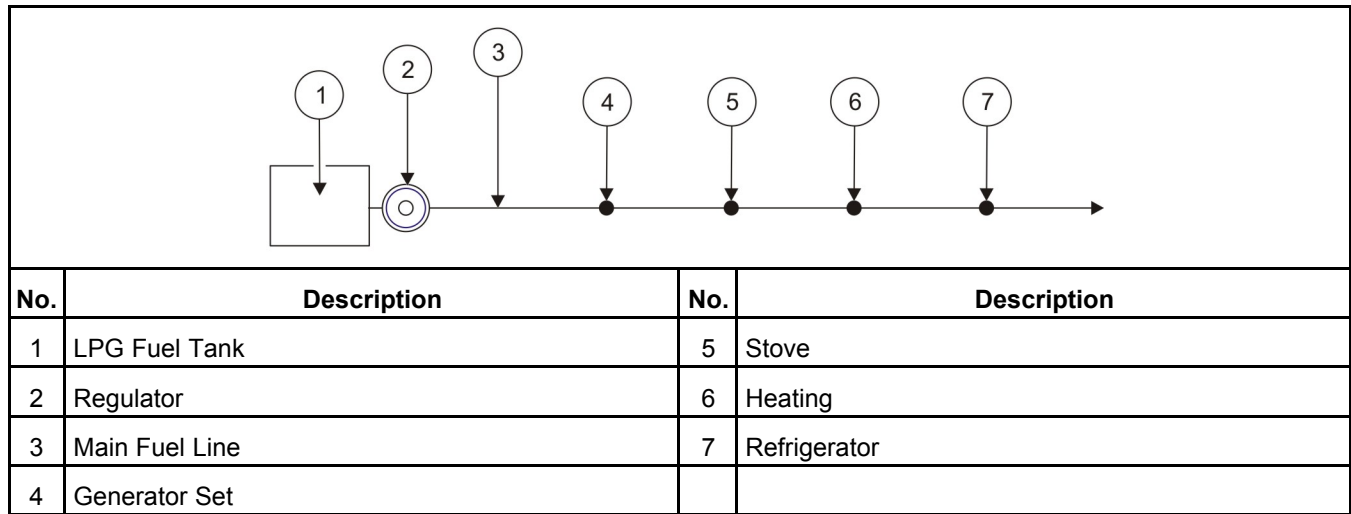 1 2 3 4 5 6 7
No. Description No. Description
1 LPG Fuel Tank 5 Stove
2 Regulator 6 Heating
3 Main Fuel Line 7 Refrigerator
4 Generator Set